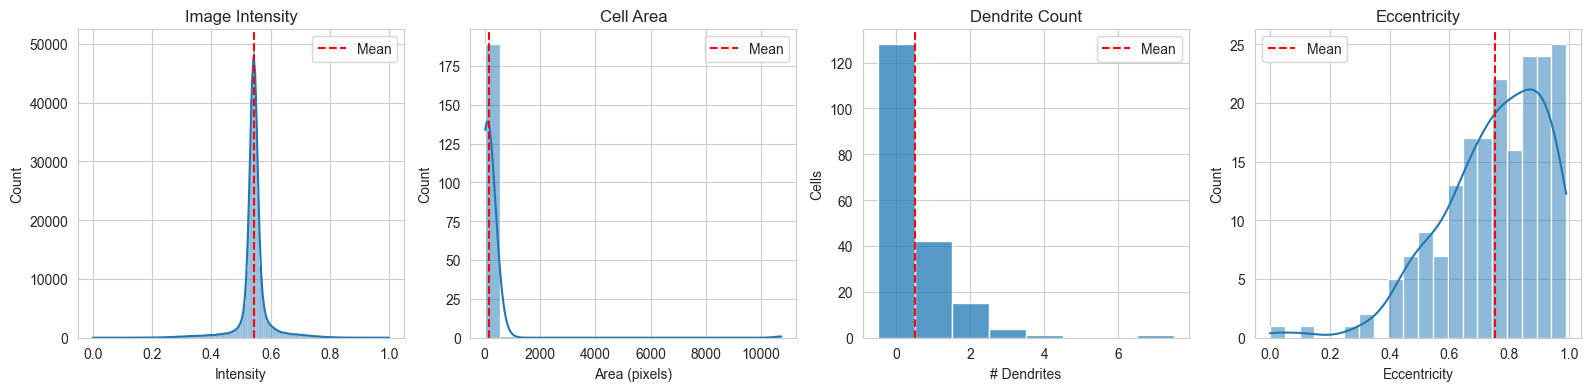 Image Intensity
Mean
50000
40000
30000
20000
10000
0
Count
0.0 0.2 0.4 0.6 0.8 1.0
Intensity
Cell Area
Mean
175
150
125
100
75
50
25
0
Count
0 2000 4000 6000 8000 10000
Area (pixels)
Dendrite Count
Mean
120
100
80
60
40
20
0
Cells
0 2 4 6
# Dendrites
Eccentricity
Mean
25
20
15
10
5
0
Count
0.0 0.2 0.4 0.6 0.8 1.0
Eccentricity